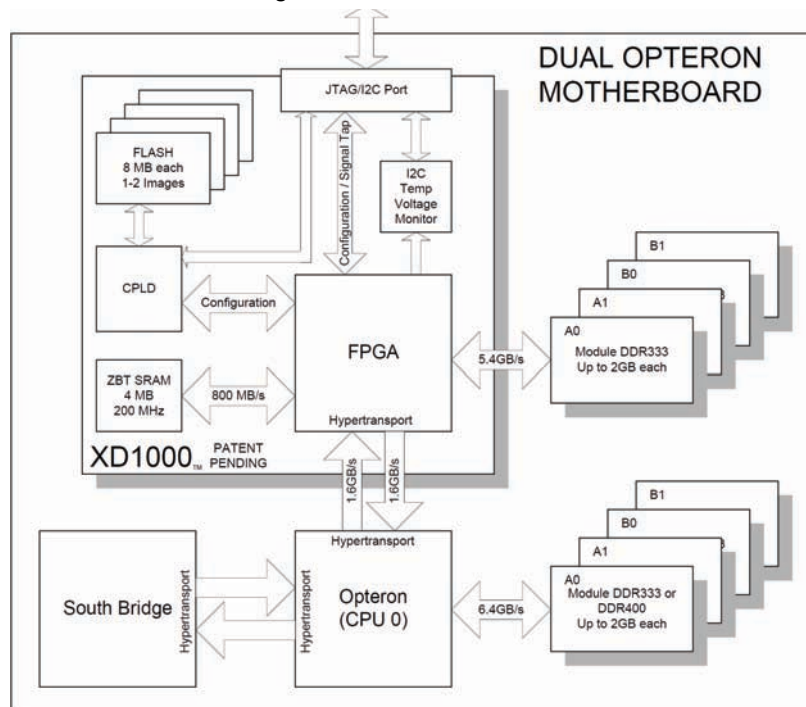 DUAL OPTERON
MOTHERBOARD
JTAG/I2C Port
FLASH
8 MB each
1-2 Images
Configuration / Signal Tap
I2C
Temp
Voltage
Monitor
CPLD
Configuration
FPGA
Hypertransport
5.4GB/s
B1
B0
A1
A0
Module DDR333
Up to 2GB each
ZBT SRAM
4 MB
200 MHz
800 MB/s
XD1000™
PATENT
PENDING
1.6GB/s
1.6GB/s
South Bridge
Hypertransport
Hypertransport
Hypertransport
Opteron
(CPU 0)
6.4GB/s
B1
B0
A1
A0
Module DDR333 or
DDR400
Up to 2GB each